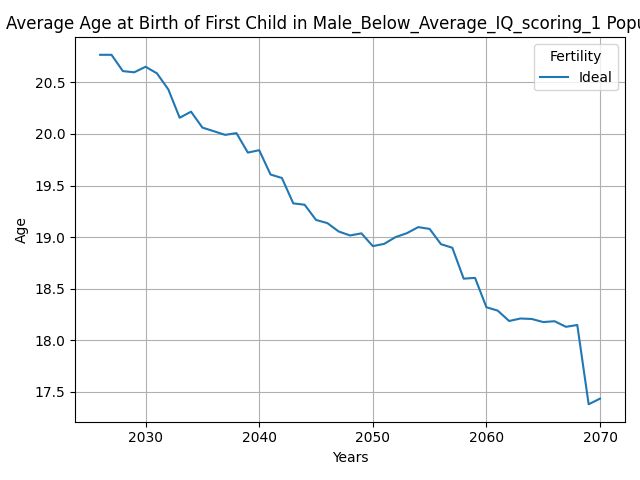 Average Age at Birth of First Child in Male_Below_Average_IQ_scoring_1 Popu
Fertility
Ideal
Age
20.5
20.0
19.5
19.0
18.5
18.0
17.5
2030 2040 2050 2060 2070
Years